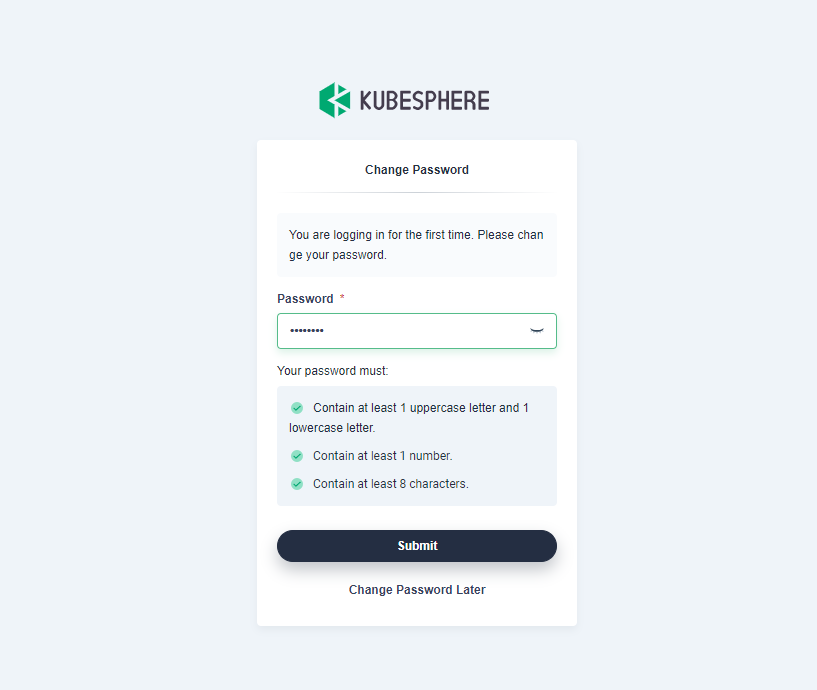 KUBESPHERE
Change Password
You are logging in for the first time. Please chan
ge your password.
Password *
••••••••
Your password must:
Contain at least 1 uppercase letter and 1
lowercase letter.
Contain at least 1 number.
Contain at least 8 characters.
Submit
Change Password Later